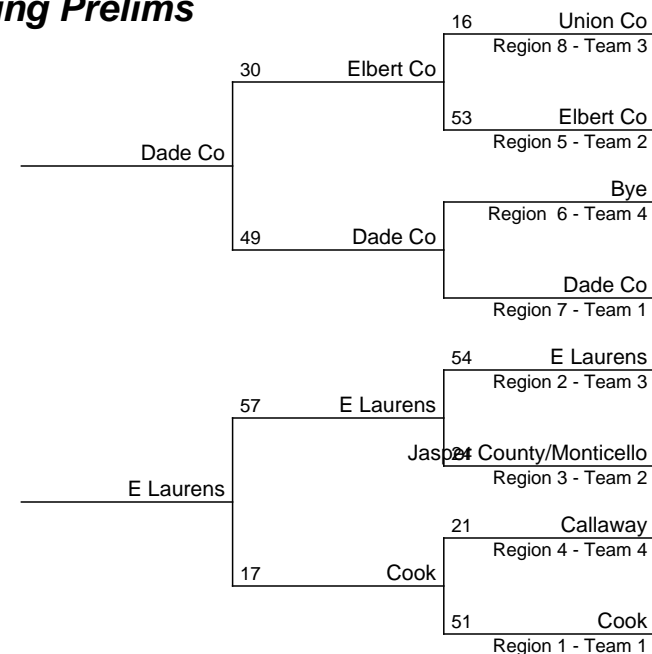 ing Prelims
16 Union Co
Region 8 - Team 3
30 Elbert Co
53 Elbert Co
Region 5 - Team 2
Dade Co
Bye
Region 6 - Team 4
49 Dade Co
Dade Co
Region 7 - Team 1
54 E Laurens
Region 2 - Team 3
57 E Laurens
24 Jasper County/Monticello
Region 3 - Team 2
E Laurens
21 Callaway
Region 4 - Team 4
17 Cook
51 Cook
Region 1 - Team 1